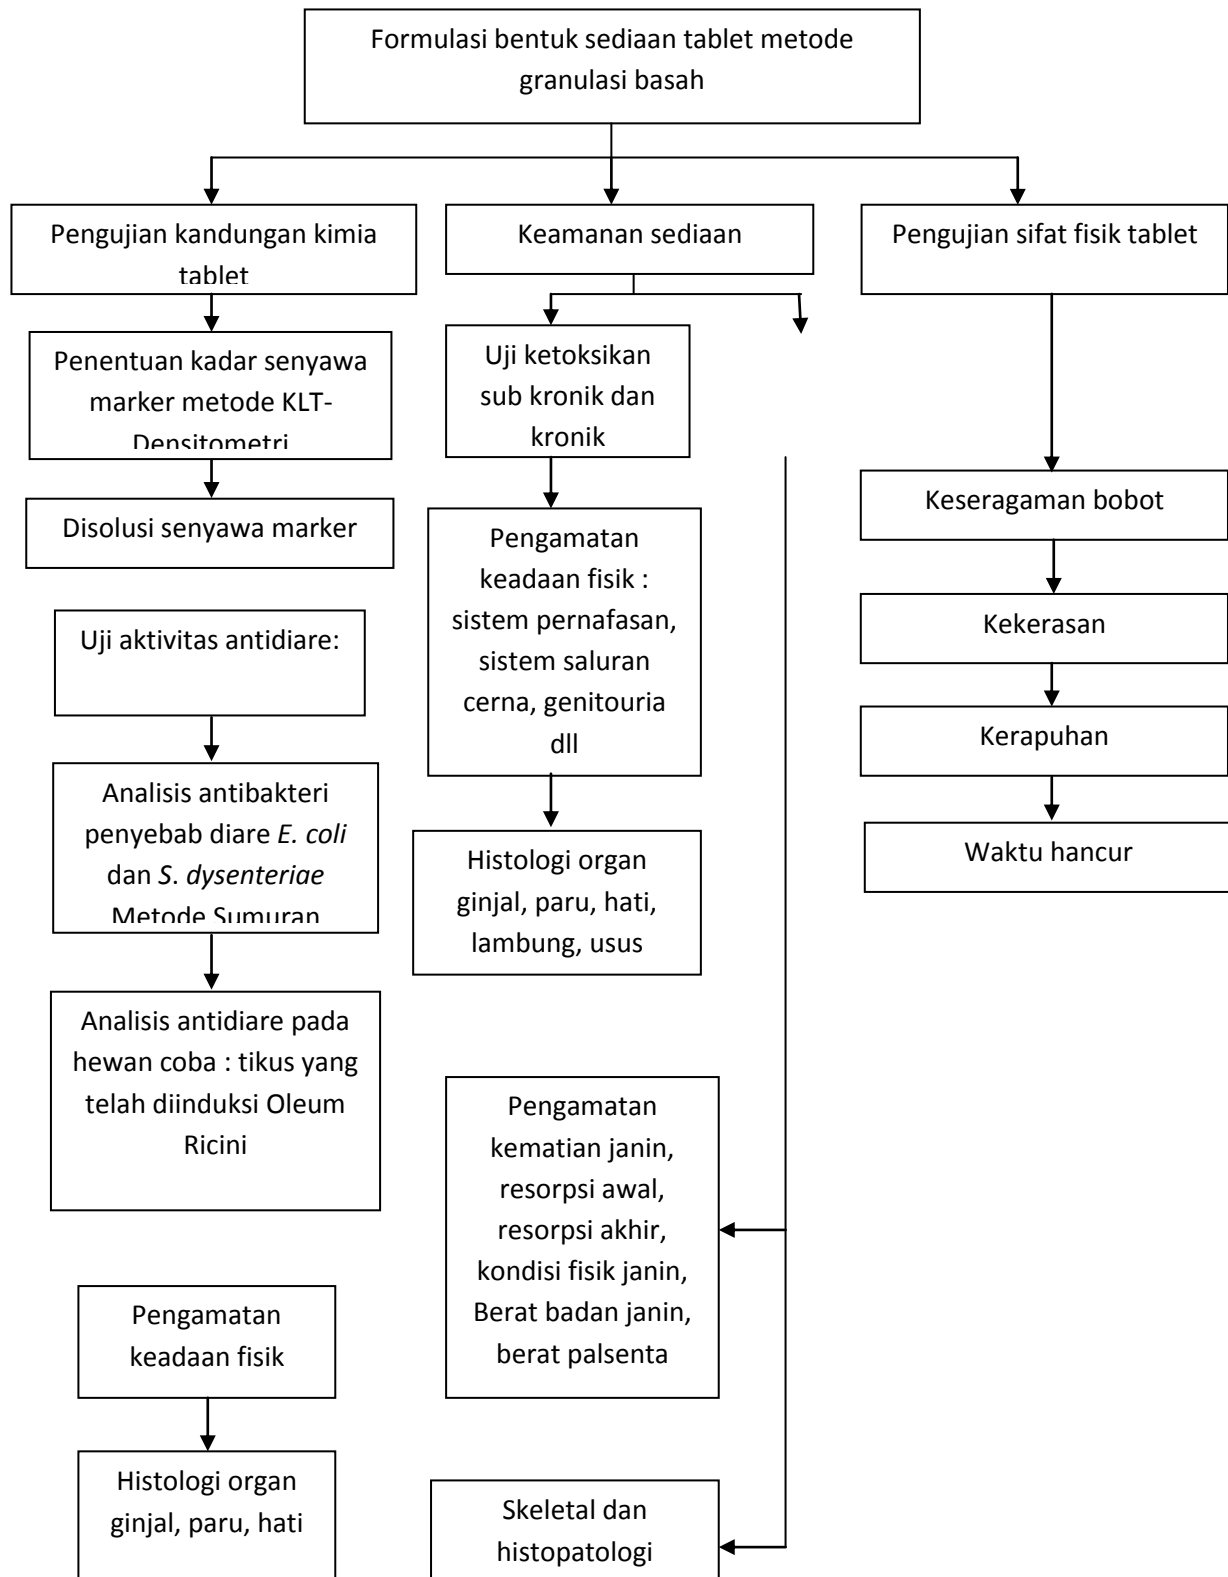 Formulasi bentuk sediaan tablet metode
granulasi basah
Pengujian kandungan kimia
tablet
Keamanan sediaan
Pengujian sifat fisik tablet
Penentuan kadar senyawa
marker metode KLT-
Densitometri
Disolusi senyawa marker
Uji aktivitas antidiare:
Analisis antibakteri
penyebab diare E. coli
dan S. dysenteriae
Metode Sumuran
Analisis antidiare pada
hewan coba : tikus yang
telah diinduksi Oleum
Ricini
Pengamatan
keadaan fisik
Histologi organ
ginjal, paru, hati
Uji ketoksikan
sub kronik dan
kronik
Pengamatan
keadaan fisik :
sistem pernafasan,
sistem saluran
cerna, genitouria
dll
Histologi organ
ginjal, paru, hati,
lambung, usus
Pengamatan
kematian janin,
resorpsi awal,
resorpsi akhir,
kondisi fisik janin,
Berat badan janin,
berat palsenta
Skeletal dan
histopatologi
Keseragaman bobot
Kekerasan
Kerapuhan
Waktu hancur